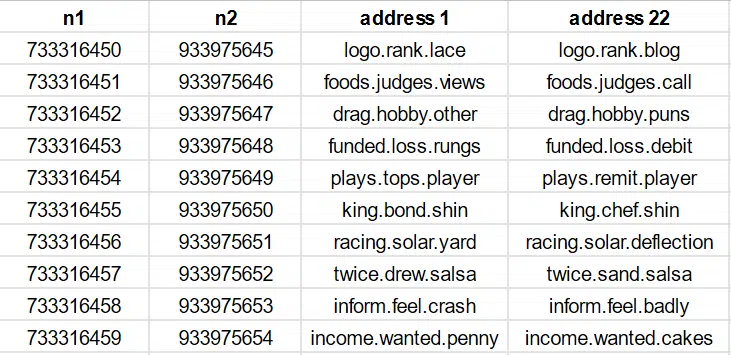 n1 n2 address 1 address 22
733316450 933975645 logo.rank.lace logo.rank.blog
733316451 933975646 foods.judges.views foods.judges.call
733316452 933975647 drag.hobby.other drag.hobby.puns
733316453 933975648 funded.loss.rungs funded.loss.debit
733316454 933975649 plays.tops.player plays.remit.player
733316455 933975650 king.bond.shin king.chef.shin
733316456 933975651 racing.solar.yard racing.solar.deflection
733316457 933975652 twice.drew.salsa twice.sand.salsa
733316458 933975653 inform.feel.crash inform.feel.badly
733316459 933975654 income.wanted.penny income.wanted.cakes